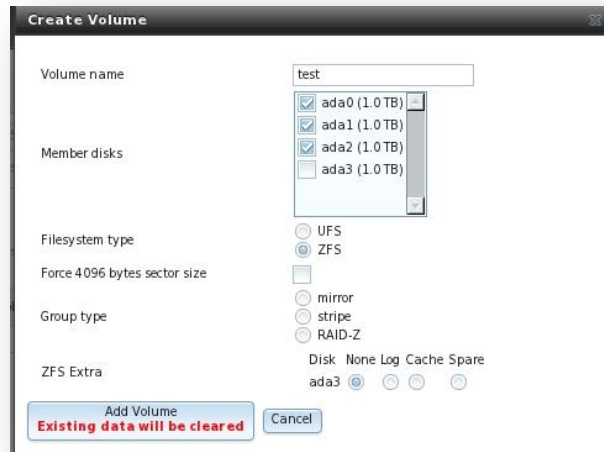 Create Volume
Volume name
test
Member disks
ada0 (1.0 TB)
ada1 (1.0 TB)
ada2 (1.0 TB)
ada3 (1.0 TB)
Filesystem type
UFS
ZFS
Force 4096 bytes sector size
Group type
mirror
stripe
RAID-Z
ZFS Extra
Disk None Log Cache Spare
ada3
Add Volume
Existing data will be cleared
Cancel